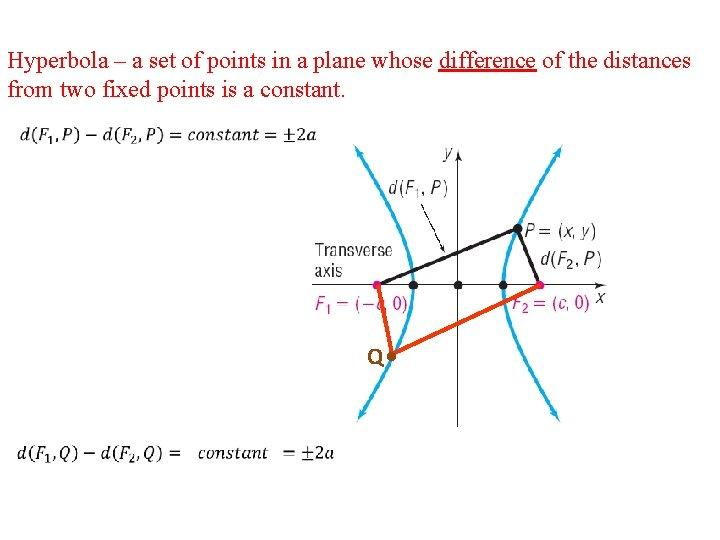 Hyperbola – a set of points in a plane whose difference of the distances
from two fixed points is a constant.
d(F₁, P) − d(F₂, P) = constant = ± 2a
y
d(F₁, P)
P = (x, y)
d(F₂, P)
Transverse
axis
F₁ = (−c, 0)
F₂ = (c, 0)
x
Q
d(F₁, Q) − d(F₂, Q) = constant = ±2a